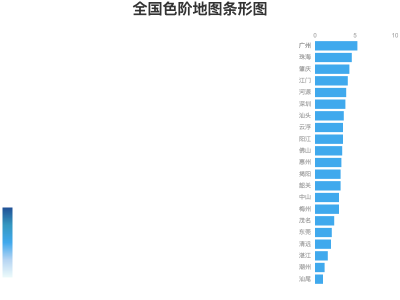 全国色阶地图条形图
0 5 10
广州
珠海
肇庆
江门
河源
深圳
汕头
云浮
阳江
佛山
惠州
揭阳
韶关
中山
梅州
茂名
东莞
清远
湛江
潮州
汕尾